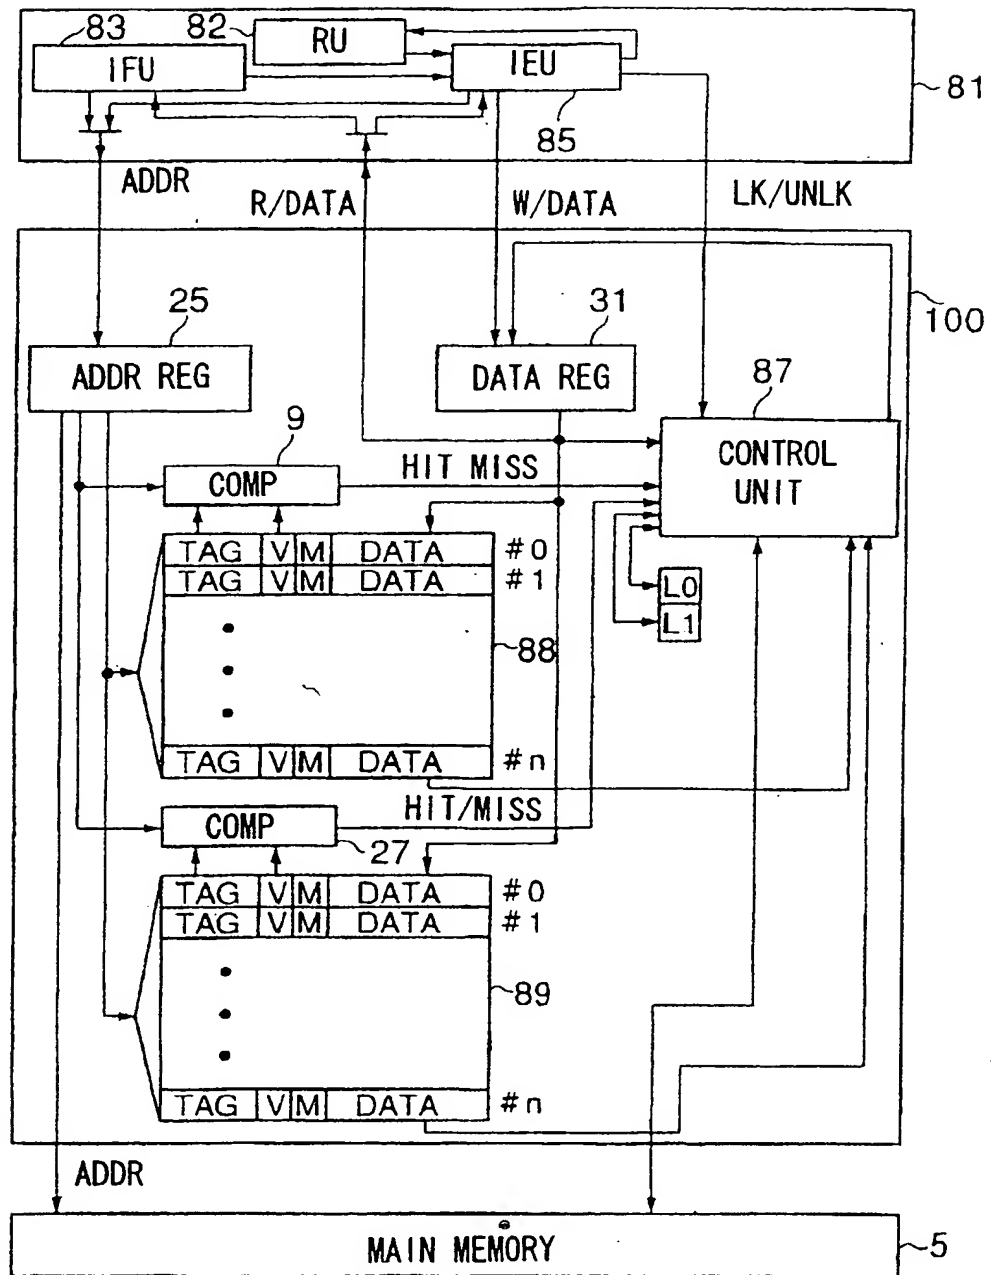 83
82
RU
IFU
IEU
81
85
ADDR
R/DATA
W/DATA
LK/UNLK
100
25
31
ADDR REG
DATA REG
87
9
CONTROL
UNIT
COMP
HIT MISS
TAG V M DATA #0
TAG V M DATA #1
L0
L1
88
TAG V M DATA #n
HIT/MISS
COMP
27
TAG V M DATA #0
TAG V M DATA #1
89
TAG V M DATA #n
ADDR
MAIN MEMORY
5